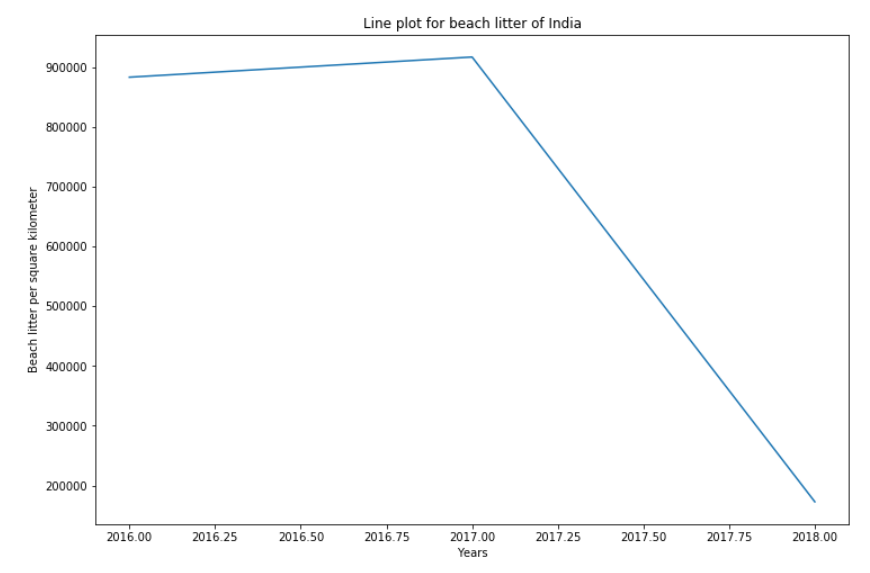 Line plot for beach litter of India
Beach litter per square kilometer
900000
800000
700000
600000
500000
400000
300000
200000
2016.00 2016.25 2016.50 2016.75 2017.00 2017.25 2017.50 2017.75 2018.00
Years